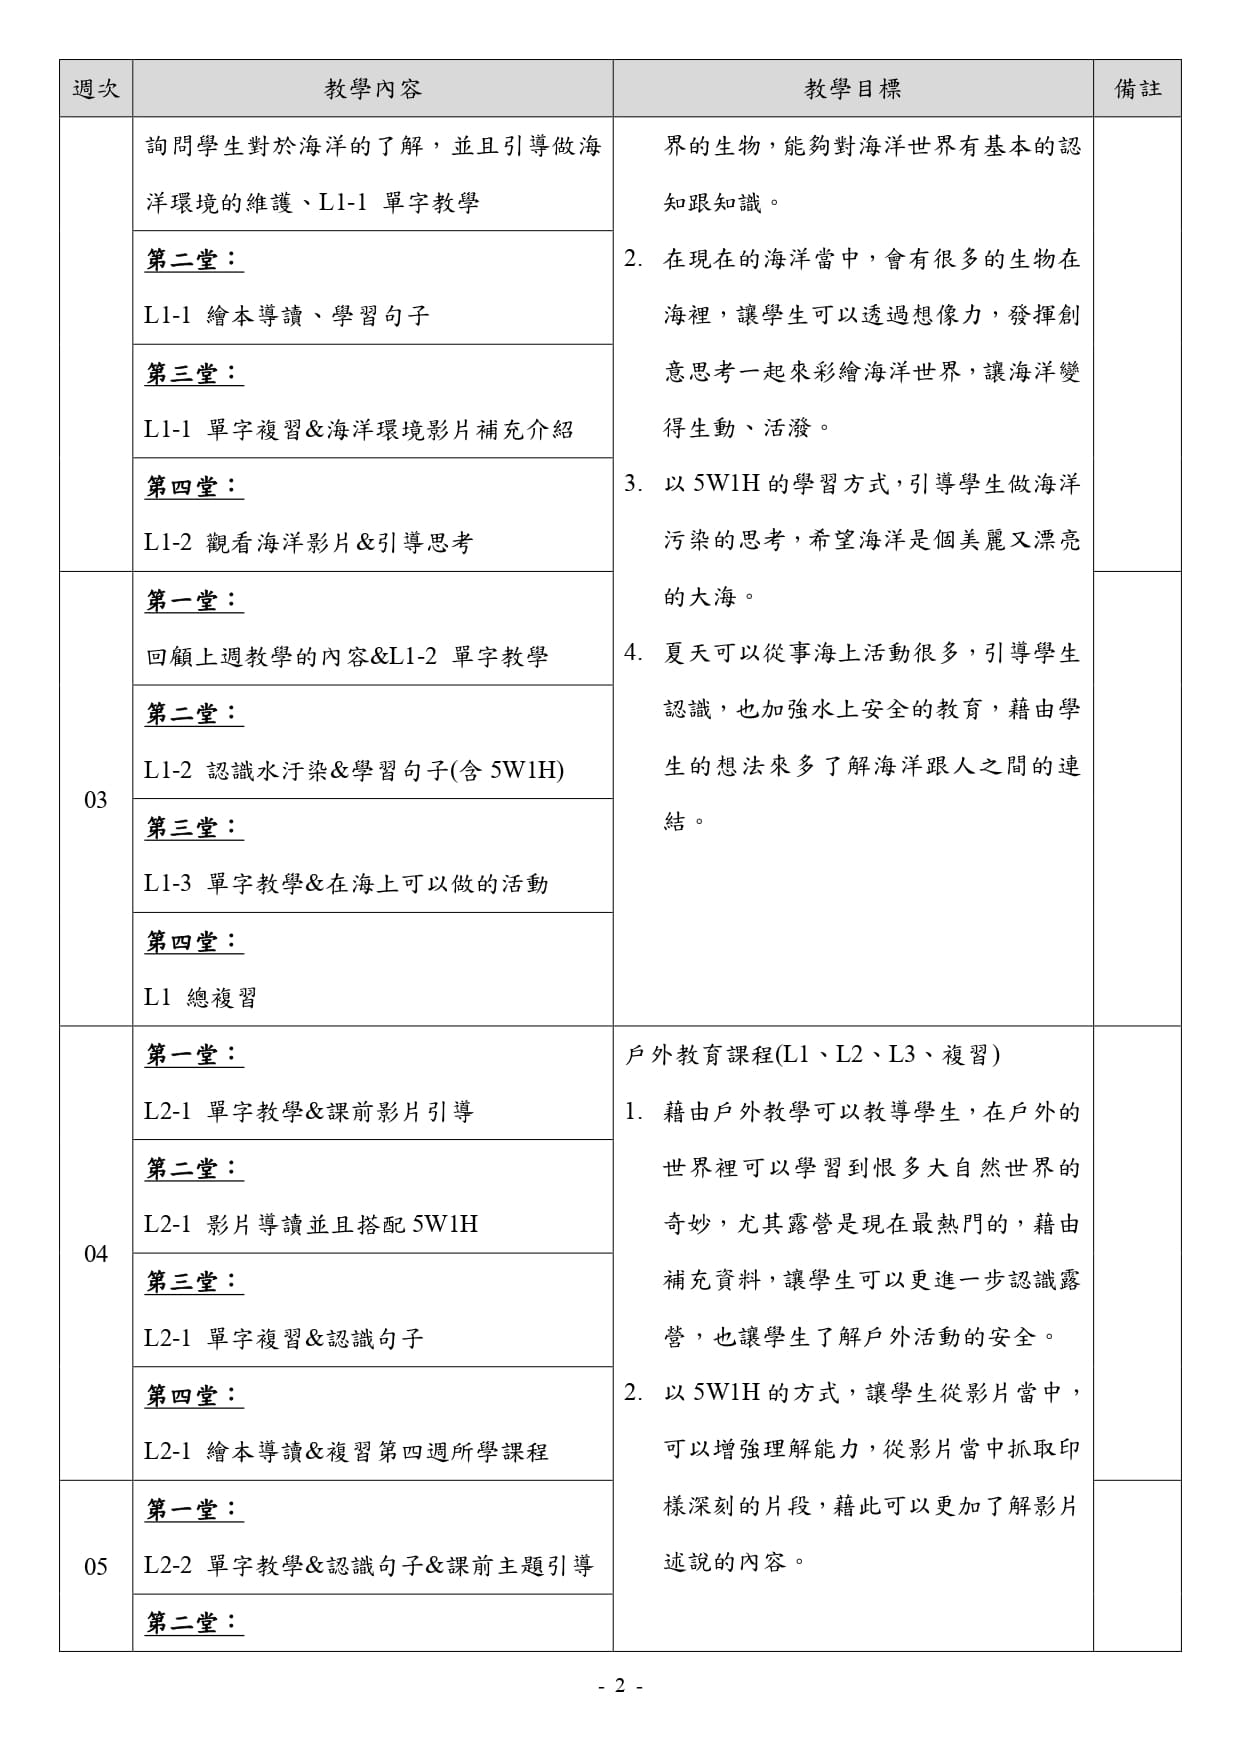 週次 教學內容 教學目標 備註
詢問學生對於海洋的了解，並且引導做海
洋環境的維護、L1-1 單字教學
第二堂：
L1-1 繪本導讀、學習句子
第三堂：
L1-1 單字複習&海洋環境影片補充介紹
第四堂：
L1-2 觀看海洋影片&引導思考
03
第一堂：
回顧上週教學的內容&L1-2 單字教學
第二堂：
L1-2 認識水汙染&學習句子(含 5W1H)
第三堂：
L1-3 單字教學&在海上可以做的活動
第四堂：
L1 總複習
界的生物，能夠對海洋世界有基本的認
知跟知識。
2. 在現在的海洋當中，會有很多的生物在
海裡，讓學生可以透過想像力，發揮創
意思考一起來彩繪海洋世界，讓海洋變
得生動、活潑。
3. 以 5W1H 的學習方式，引導學生做海洋
污染的思考，希望海洋是個美麗又漂亮
的大海。
4. 夏天可以從事海上活動很多，引導學生
認識，也加強水上安全的教育，藉由學
生的想法來多了解海洋跟人之間的連
結。
04
第一堂：
L2-1 單字教學&課前影片引導
第二堂：
L2-1 影片導讀並且搭配 5W1H
第三堂：
L2-1 單字複習&認識句子
第四堂：
L2-1 繪本導讀&複習第四週所學課程
05
第一堂：
L2-2 單字教學&認識句子&課前主題引導
第二堂：
戶外教育課程(L1、L2、L3、複習)
1. 藉由戶外教學可以教導學生，在戶外的
世界裡可以學習到恨多大自然世界的
奇妙，尤其露營是現在最熱門的，藉由
補充資料，讓學生可以更進一步認識露
營，也讓學生了解戶外活動的安全。
2. 以 5W1H 的方式，讓學生從影片當中，
可以增強理解能力，從影片當中抓取印
樣深刻的片段，藉此可以更加了解影片
述說的內容。
- 2 -